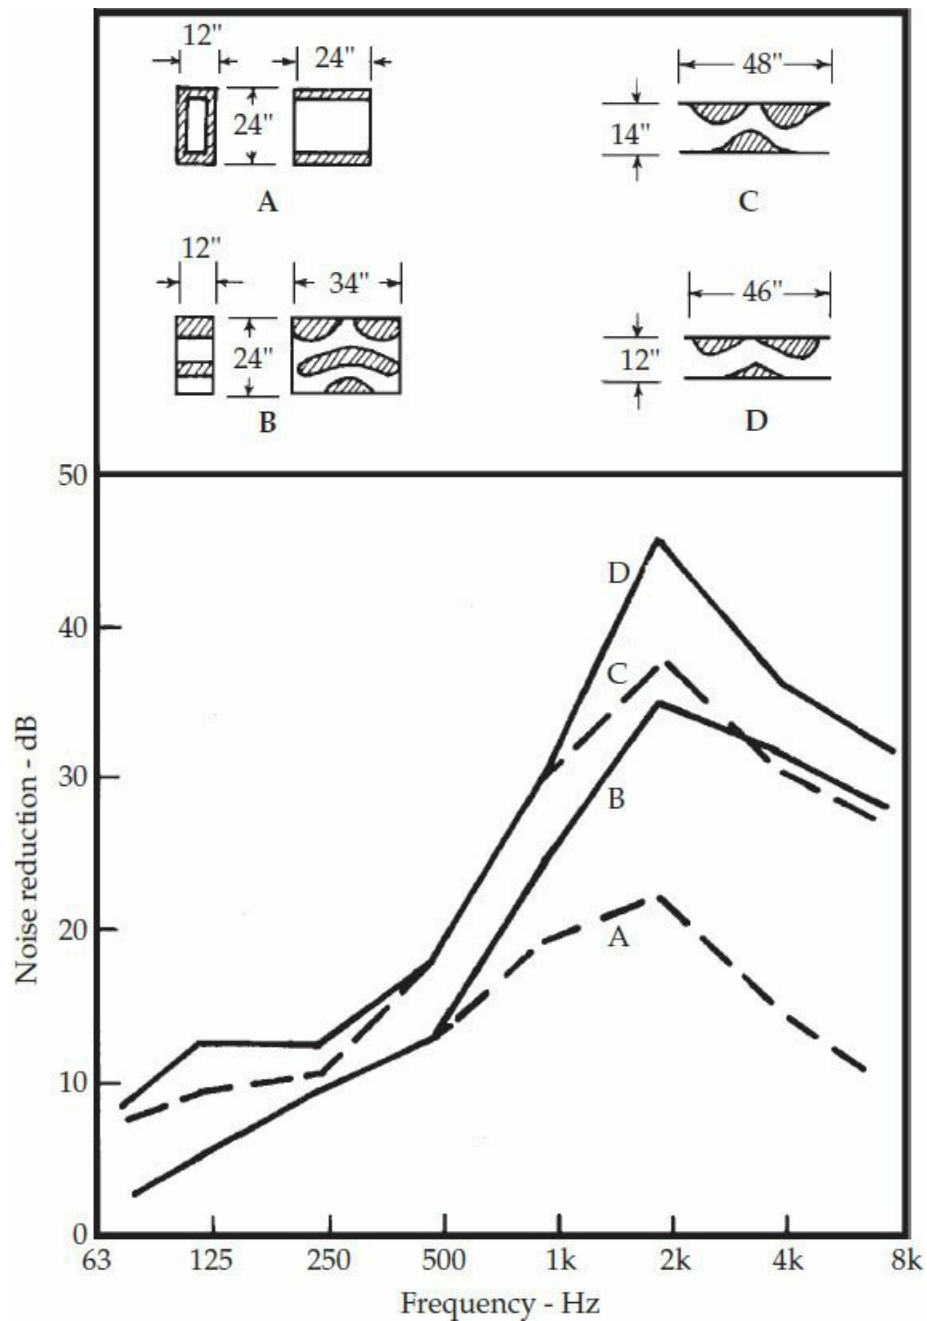 12"
24"
24"
A
48"
14"
C
12"
34"
24"
B
46"
12"
D
50
40
30
20
10
0
Noise reduction - dB
D
C
B
A
63 125 250 500 1k 2k 4k 8k
Frequency - Hz